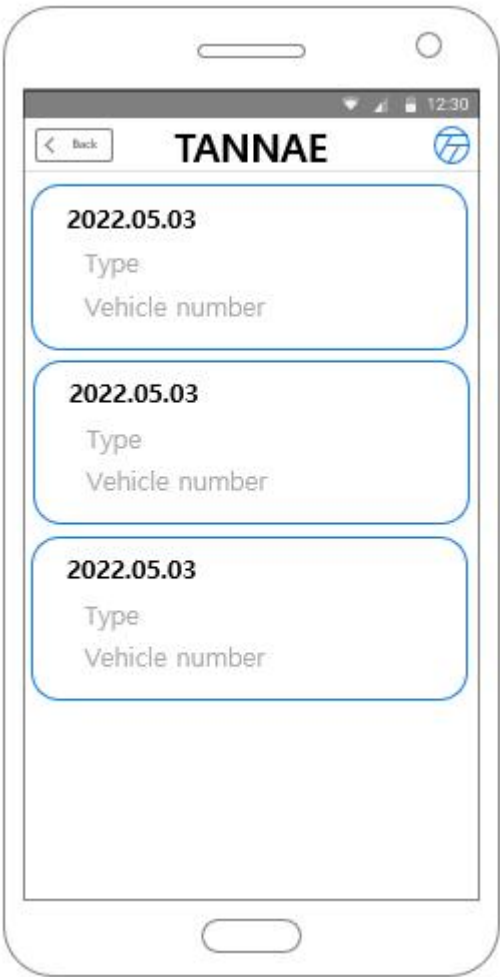 12:30
Back
TANNAE
2022.05.03
Type
Vehicle number
2022.05.03
Type
Vehicle number
2022.05.03
Type
Vehicle number